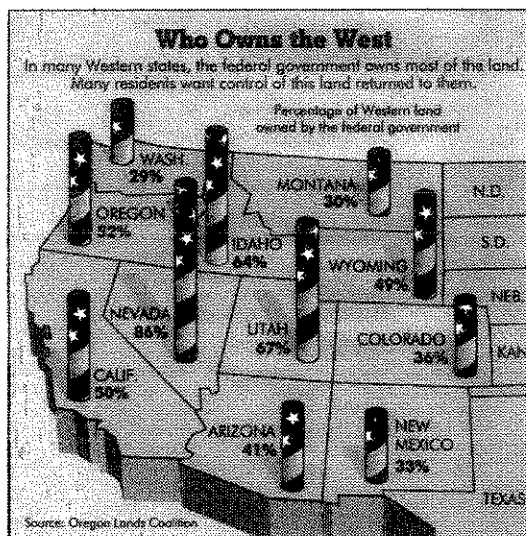 Who Owns the West
In many Western states, the federal government owns most of the land.
Many residents want control of this land returned to them.
Percentage of Western land
owned by the federal government
WASH.
29%
MONTANA
30%
N.D.
OREGON
52%
IDAHO
64%
S.D.
WYOMING
49%
NEB.
NEVADA
86%
UTAH
67%
COLORADO
36%
KAN
CALIF.
50%
ARIZONA
41%
NEW
MEXICO
33%
TEXAS
Source: Oregon Lands Coalition